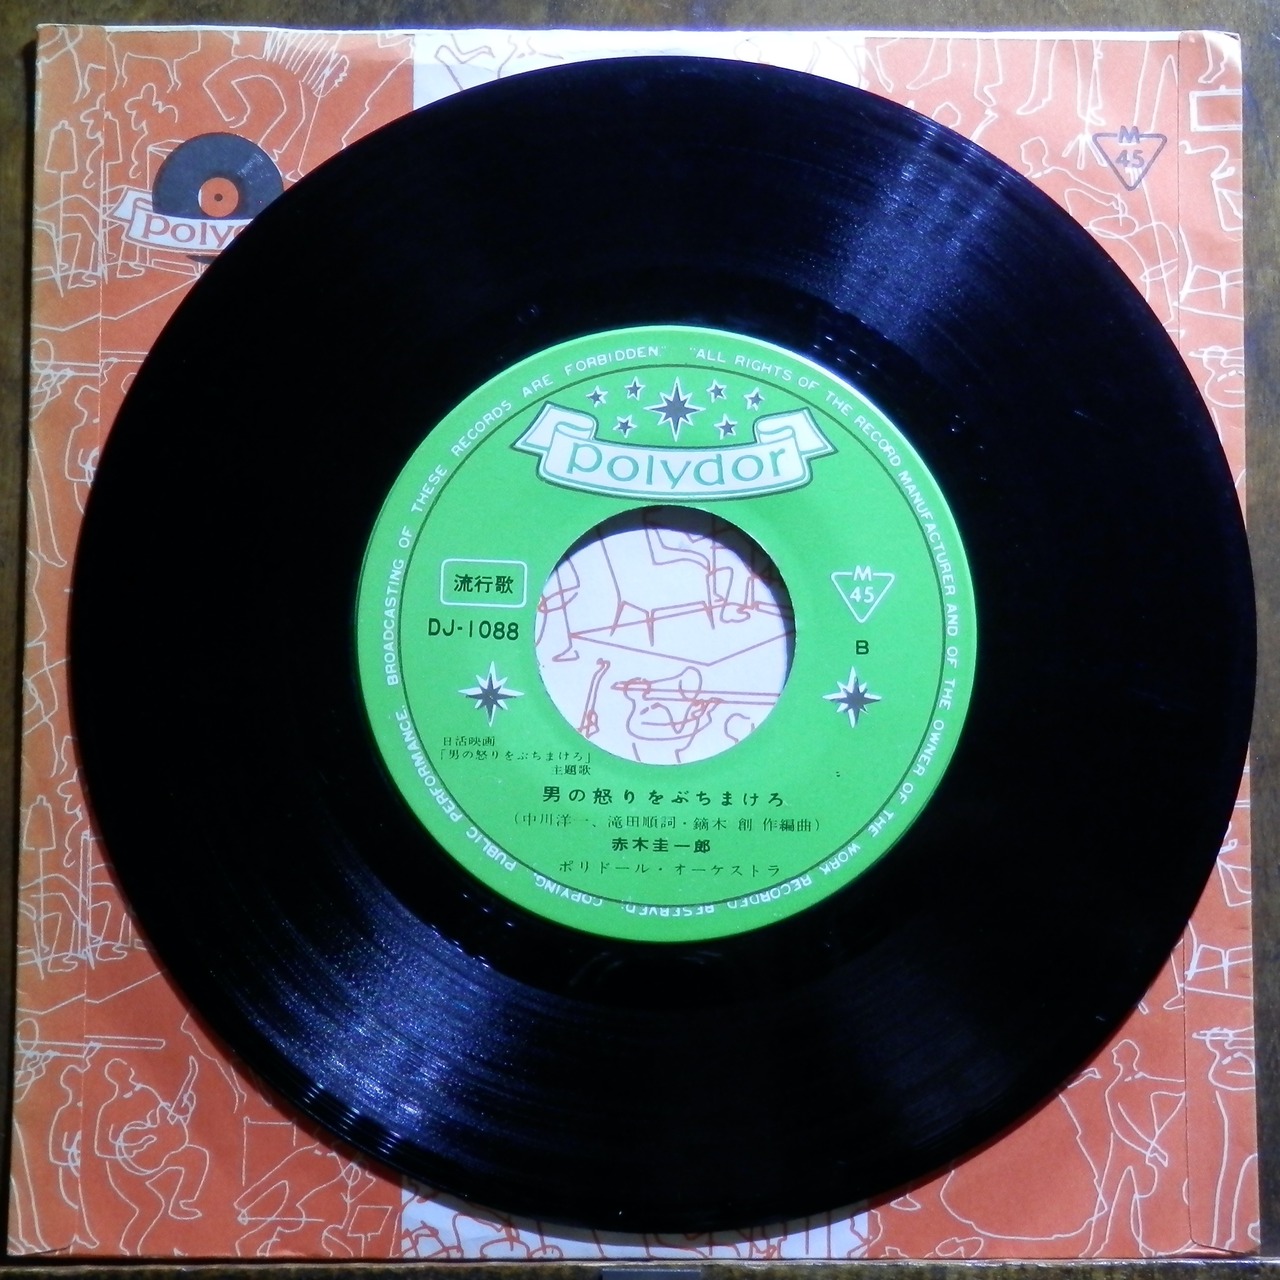 polyd
M
45
"ALL RIGHTS OF THE RECORD MANUFACTURER AND OF THE OWNER OF THE WORK RECORDED RESERVED; COPYING, PUBLIC PERFORMANCE, BROADCASTING OF THESE RECORDS ARE FORBIDDEN"
polydor
流行歌
DJ-1088
M
45
B
日活映画
「男の怒りをぶちまけろ」
主題歌
男の怒りをぶちまけろ
(中川洋一、滝田順詞・鏑木 創 作編曲)
赤木圭一郎
ポリドール・オーケストラ